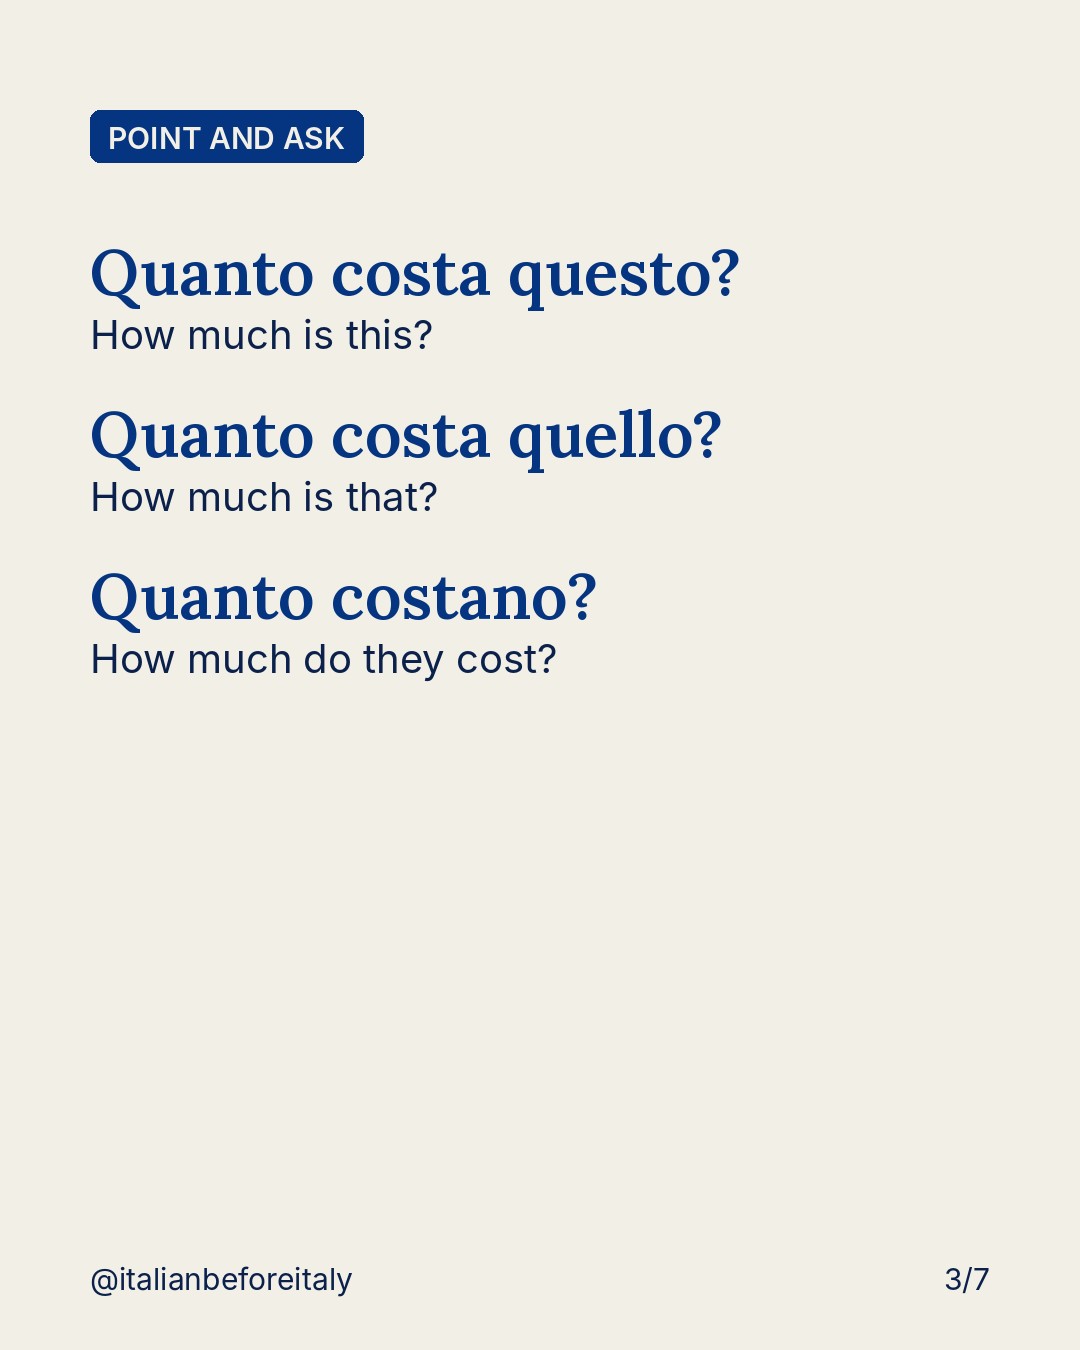 POINT AND ASK
Quanto costa questo?
How much is this?
Quanto costa quello?
How much is that?
Quanto costano?
How much do they cost?
@italianbeforeitaly
3/7